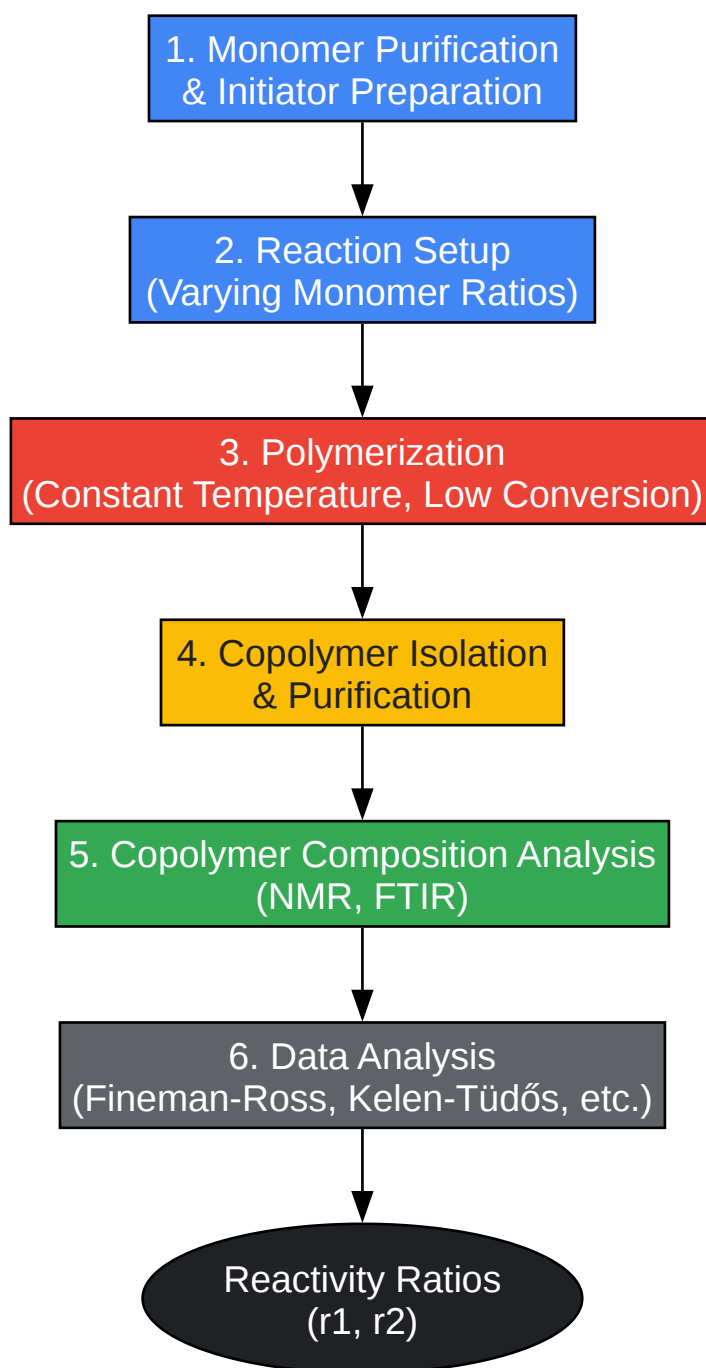 1. Monomer Purification
& Initiator Preparation
2. Reaction Setup
(Varying Monomer Ratios)
3. Polymerization
(Constant Temperature, Low Conversion)
4. Copolymer Isolation
& Purification
5. Copolymer Composition Analysis
(NMR, FTIR)
6. Data Analysis
(Fineman-Ross, Kelen-Tüdős, etc.)
Reactivity Ratios
(r1, r2)